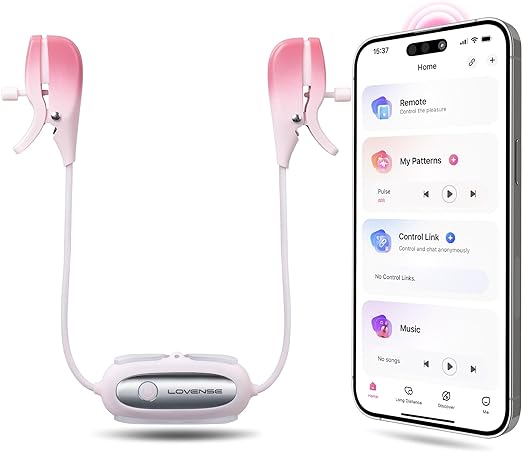 LOVENSE
15:37
Home
Remote
Control the pleasure
My Patterns
Pulse
Control Link
Control and chat anonymously
No Control Links.
Music
No songs
Home
Long Distance
Discover
Me